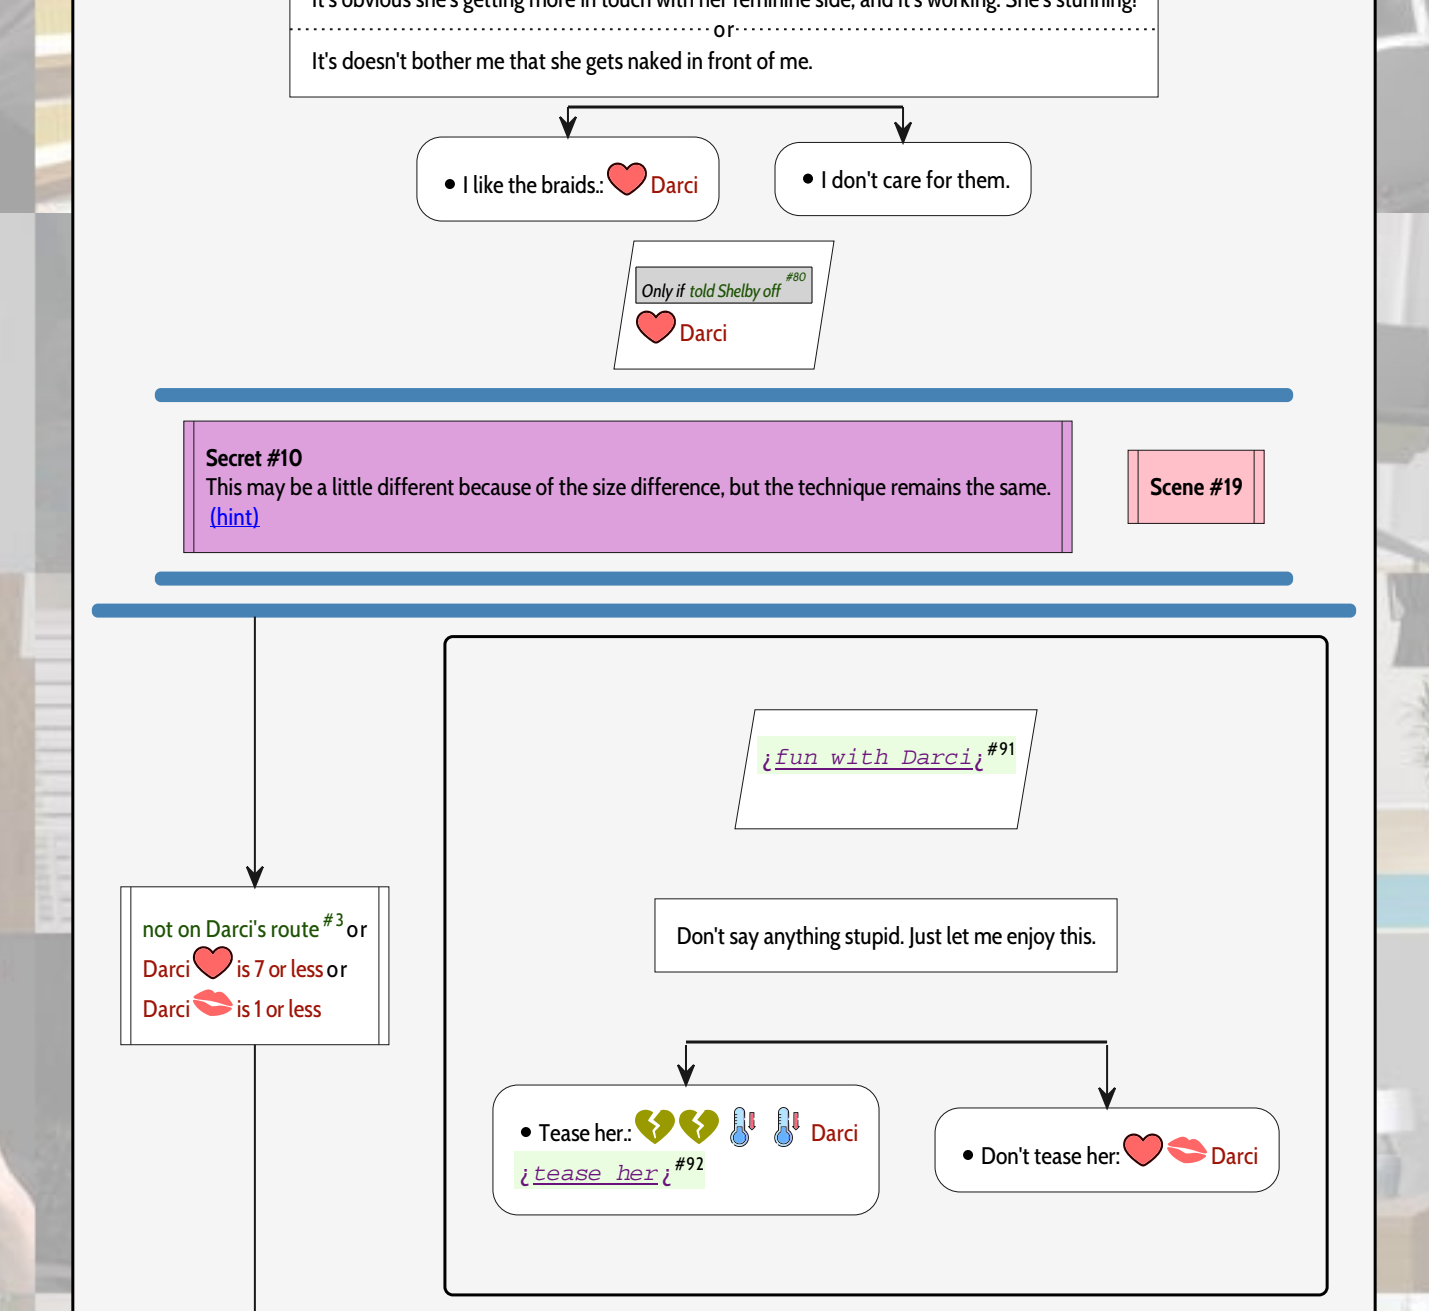 It's obvious she's getting more in touch with her feminine side, and it's working. She's stunning!
or
It's doesn't bother me that she gets naked in front of me.
• I like the braids.: Darci
• I don't care for them.
Only if told Shelby off #80
Darci
Secret #10
This may be a little different because of the size difference, but the technique remains the same.
(hint)
Scene #19
¿fun with Darci¿ #91
Don't say anything stupid. Just let me enjoy this.
not on Darci's route #3 or
Darci is 7 or less or
Darci is 1 or less
• Tease her.: Darci
¿tease her¿ #92
• Don't tease her: Darci